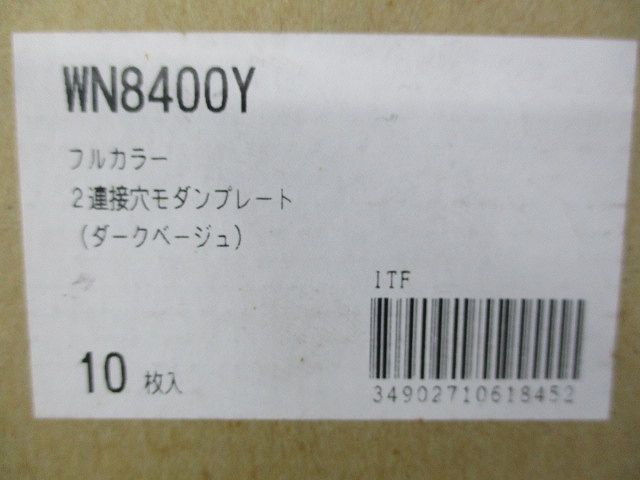 WN8400Y
フルカラー
2連接穴モダンプレート
(ダークベージュ)
ITF
10 枚入
34902710618452